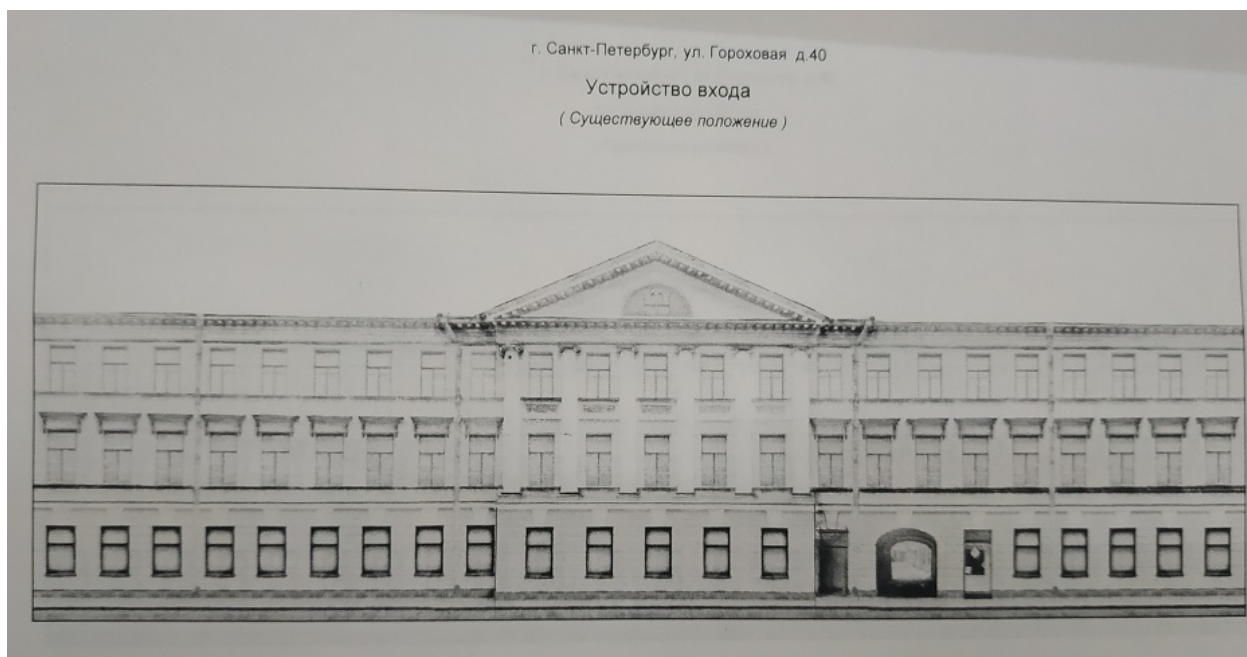 г. Санкт-Петербург, ул. Гороховая д.40
Устройство входа
( Существующее положение )